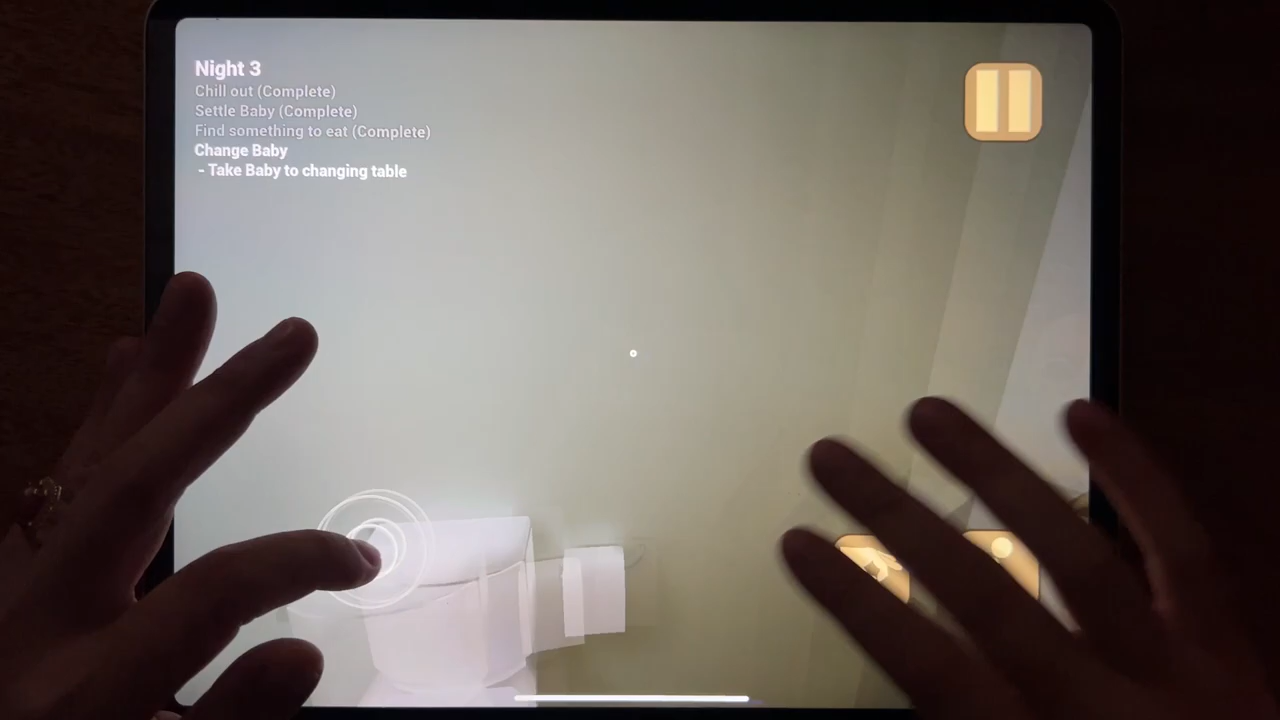 Night 3
Chill out (Complete)
Settle Baby (Complete)
Find something to eat (Complete)
Change Baby
- Take Baby to changing table